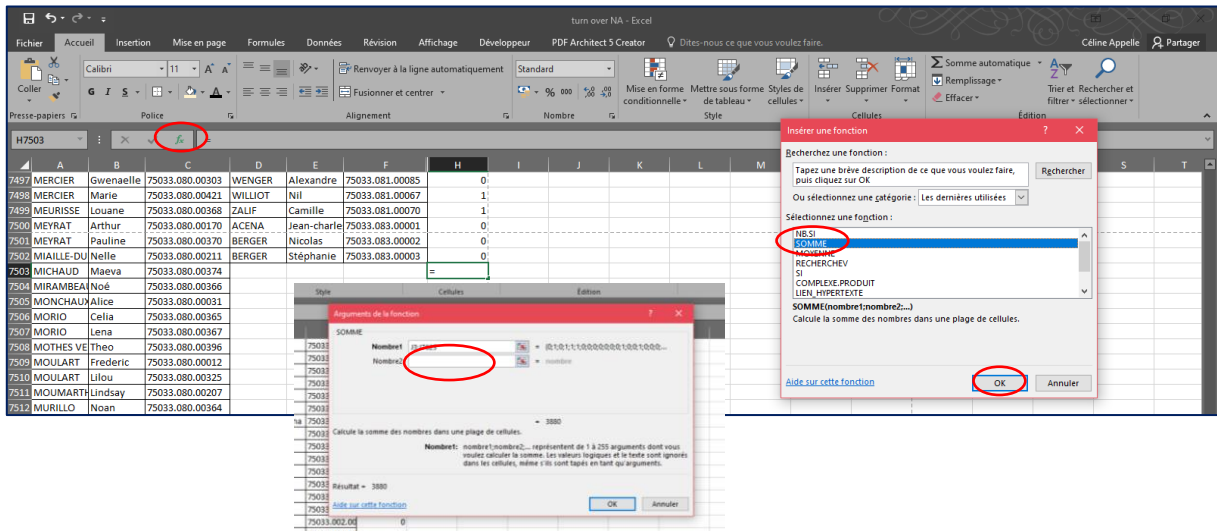 turn over NA - Excel
Fichier Accueil Insertion Mise en page Formules Données Révision Affichage Développeur PDF Architect 5 Creator Dites-nous ce que vous voulez faire. Céline Appelle Partager
Coller
Calibri 11 A A
G I S A
Renvoyer à la ligne automatiquement
Fusionner et centrer
Standard
% 000
Mise en forme conditionnelle
Mettre sous forme de tableau
Styles de cellules
Insérer Supprimer Format
Somme automatique
Remplissage
Effacer
Trier et filtrer
Rechercher et sélectionner
Presse-papiers Police Alignement Nombre Style Cellules Édition
H7503 fx =
A B C D E F H I J K L M S T
7497 MERCIER Gwenaelle 75033.080.00303 WENGER Alexandre 75033.081.00085 0
7498 MERCIER Marie 75033.080.00421 WILLIOT Nil 75033.081.00067 1
7499 MEURISSE Louane 75033.080.00368 ZALIF Camille 75033.081.00070 1
7500 MEYRAT Arthur 75033.080.00170 ACENA Jean-charle 75033.083.00001 0
7501 MEYRAT Pauline 75033.080.00370 BERGER Nicolas 75033.083.00002 0
7502 MIAILLE-DU Nelle 75033.080.00211 BERGER Stéphanie 75033.083.00003 0
7503 MICHAUD Maeva 75033.080.00374 =
7504 MIRAMBEAU Noé 75033.080.00366
7505 MONCHAUX Alice 75033.080.00031
7506 MORIO Celia 75033.080.00365
7507 MORIO Lena 75033.080.00367
7508 MOTHES VE Theo 75033.080.00396
7509 MOULART Frederic 75033.080.00012
7510 MOULART Lilou 75033.080.00325
7511 MOUMARTH Lindsay 75033.080.00207
7512 MURILLO Noan 75033.080.00364
Insérer une fonction ? ×
Recherchez une fonction :
Tapez une brève description de ce que vous voulez faire, puis cliquez sur OK
Rechercher
Ou sélectionnez une catégorie : Les dernières utilisées
Sélectionnez une fonction :
NB.SI
SOMME
MOYENNE
RECHERCHEV
SI
COMPLEXE.PRODUIT
LIEN_HYPERTEXTE
SOMME(nombre1;nombre2;...)
Calcule la somme des nombres dans une plage de cellules.
Aide sur cette fonction OK Annuler
Style Cellules Édition
Arguments de la fonction ? ×
SOMME
Nombre1
Nombre2 = nombre
= 3880
Calcule la somme des nombres dans une plage de cellules.
Nombre1: nombre1;nombre2;... représentent de 1 à 255 arguments dont vous
voulez calculer la somme. Les valeurs logiques et le texte sont ignorés
dans les cellules, même s'ils sont tapés en tant qu'arguments.
Résultat = 3880
Aide sur cette fonction OK Annuler
75033.002.00 0